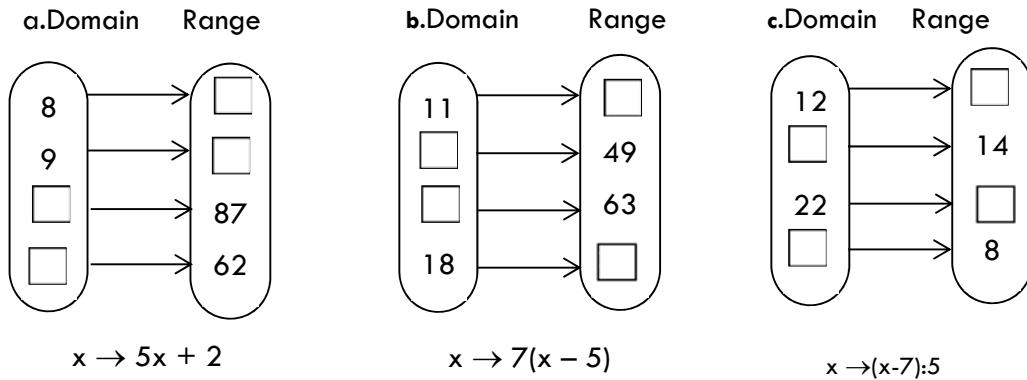 a.Domain Range
8
9
87
62
x → 5x + 2
b.Domain Range
11
49
63
18
x → 7(x – 5)
c.Domain Range
12
14
22
8
x →(x-7):5